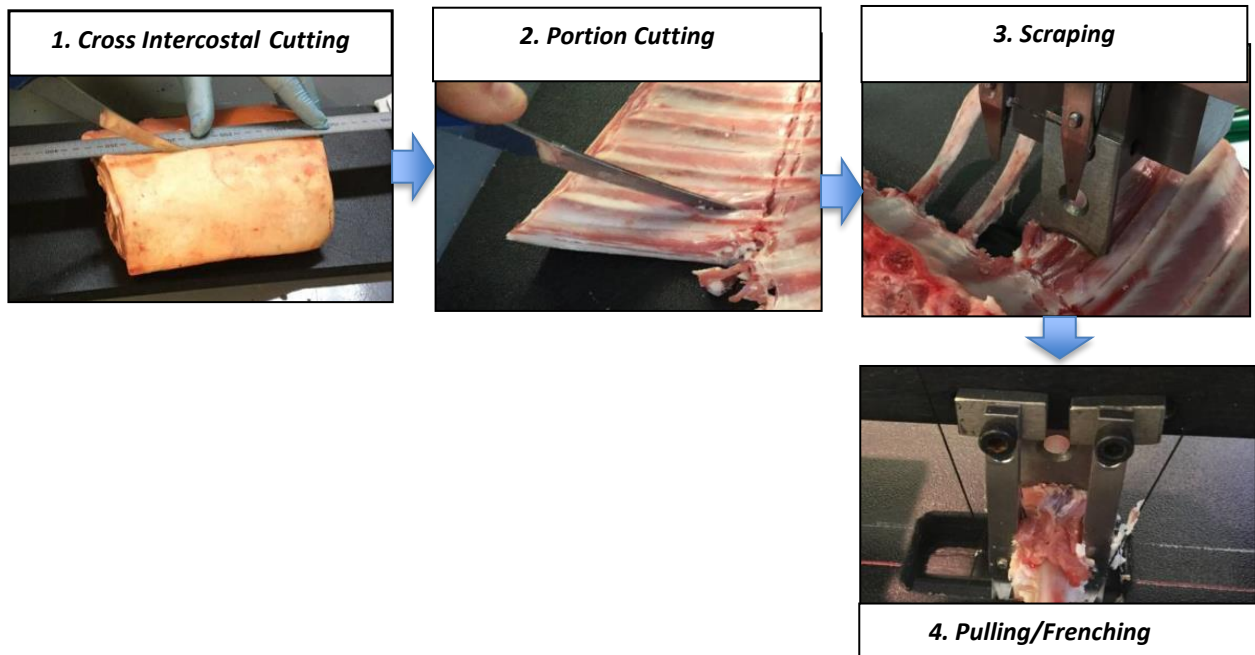 1. Cross Intercostal Cutting
2. Portion Cutting
3. Scraping
4. Pulling/Frenching